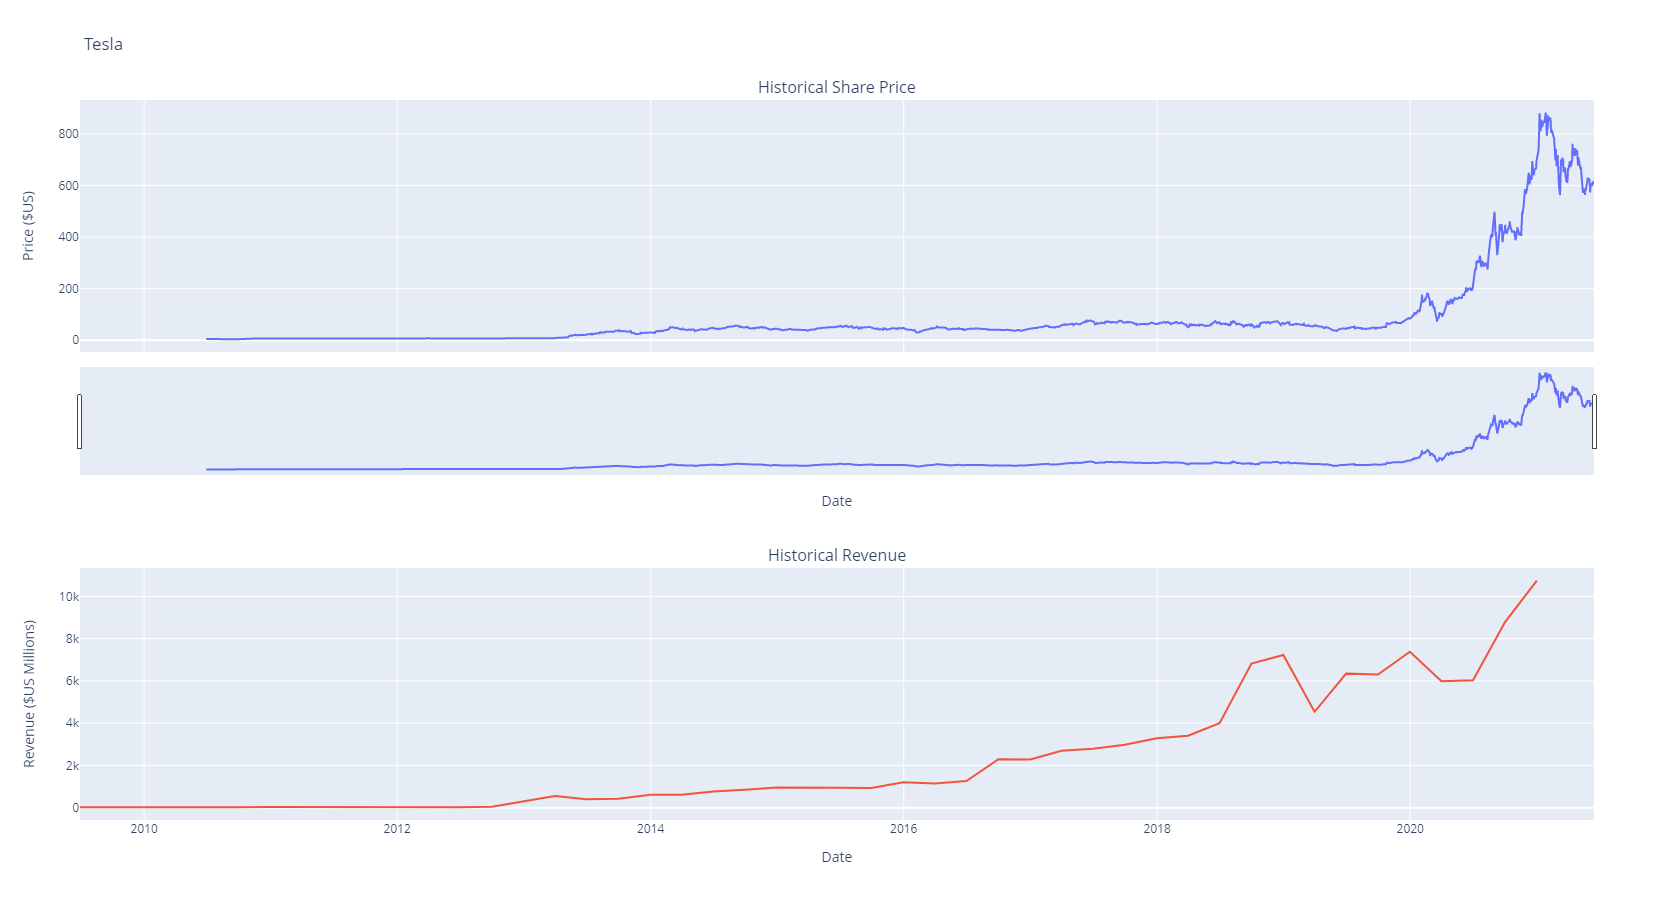 Tesla
Historical Share Price
800
600
400
200
0
Price ($US)
Date
Historical Revenue
10k
8k
6k
4k
2k
0
Revenue ($US Millions)
2010 2012 2014 2016 2018 2020
Date